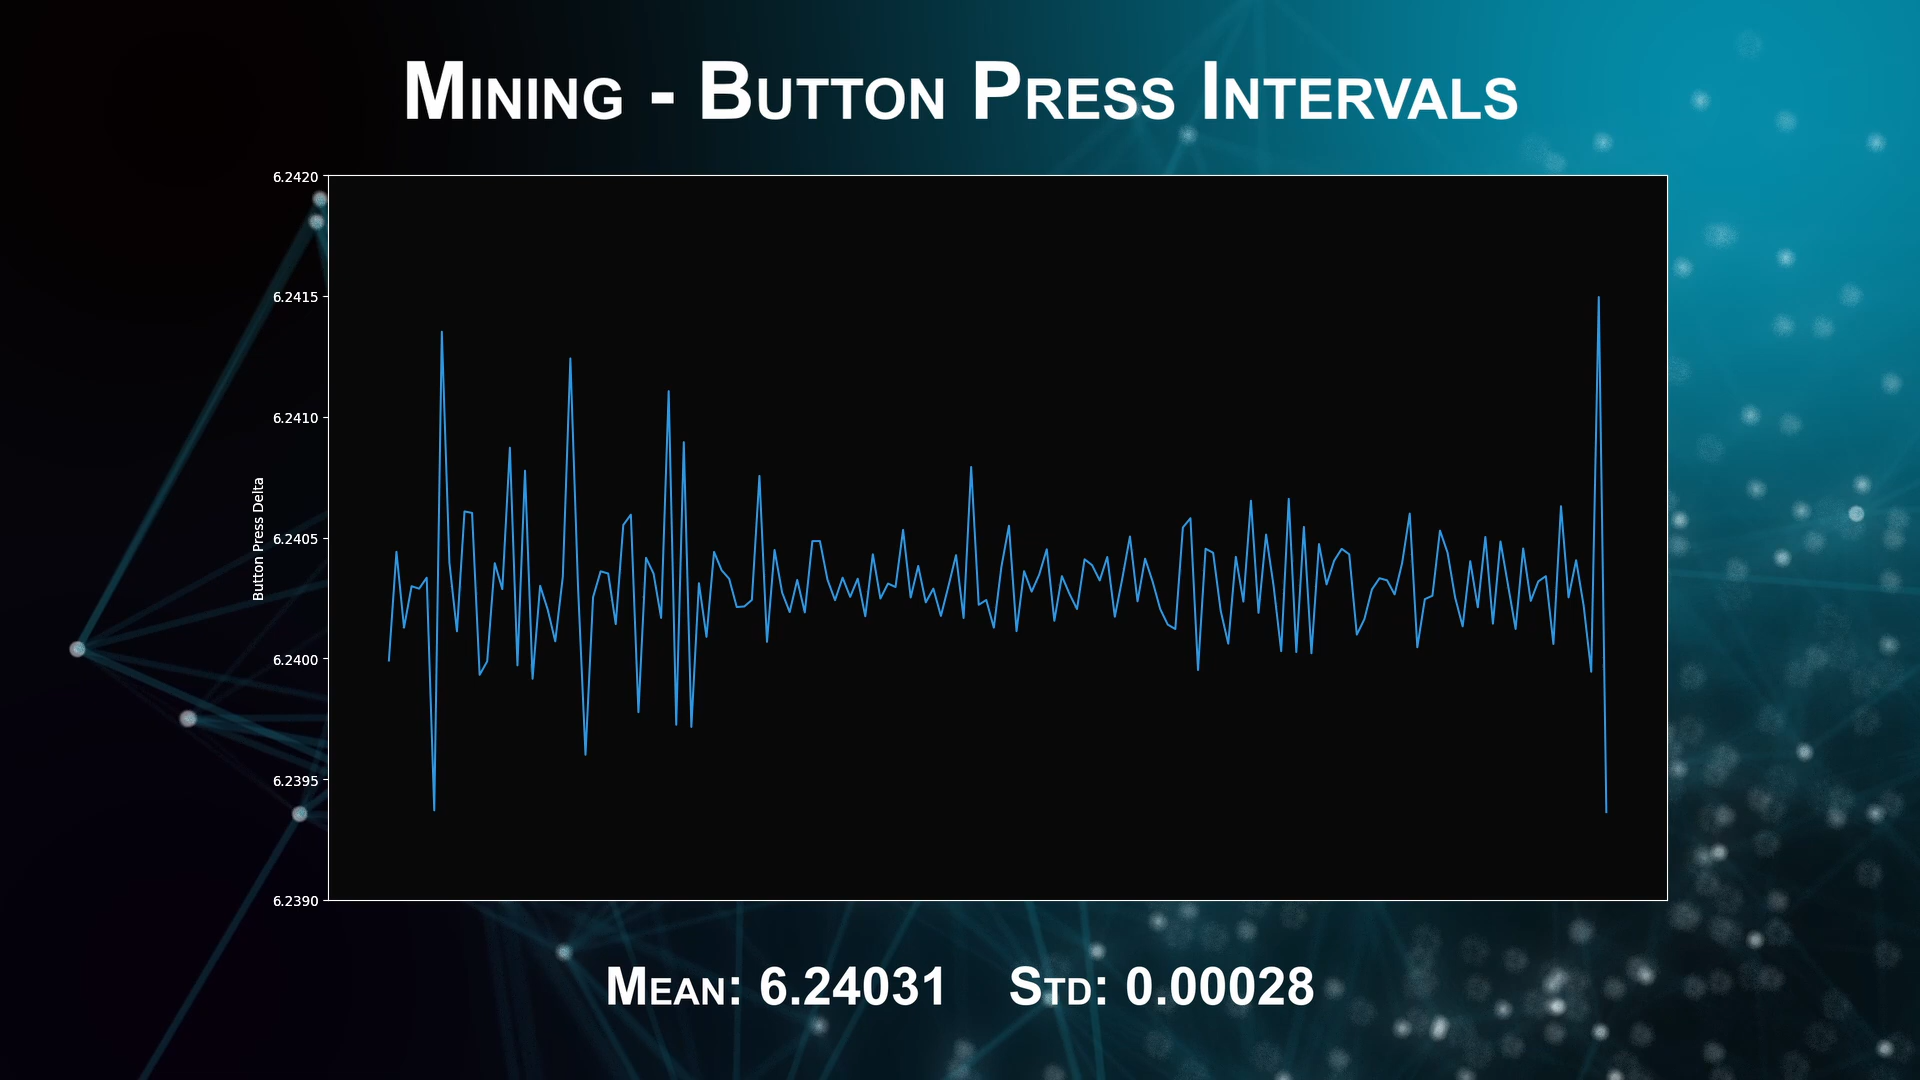 Mining - Button Press Intervals
6.2420
6.2415
6.2410
6.2405
6.2400
6.2395
6.2390
Button Press Delta
Mean: 6.24031 Std: 0.00028